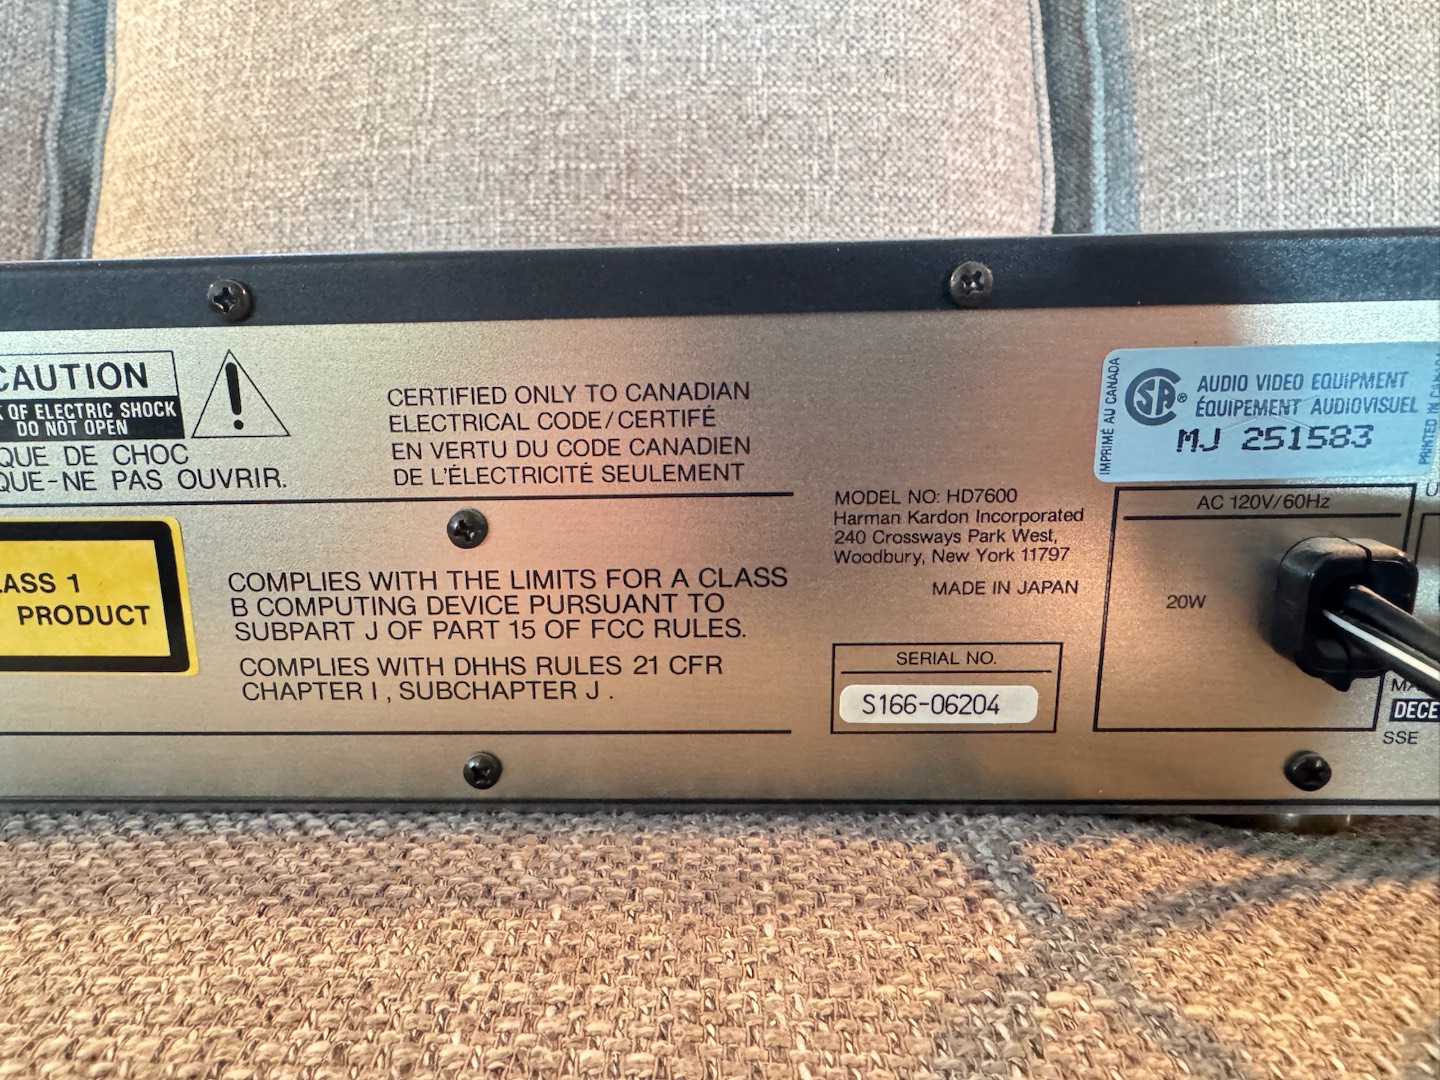 CAUTION
OF ELECTRIC SHOCK
DO NOT OPEN
DE CHOC
NE PAS OUVRIR.
CERTIFIED ONLY TO CANADIAN
ELECTRICAL CODE/CERTIFÉ
EN VERTU DU CODE CANADIEN
DE L'ÉLECTRICITÉ SEULEMENT
CLASS 1
PRODUCT
COMPLIES WITH THE LIMITS FOR A CLASS
B COMPUTING DEVICE PURSUANT TO
SUBPART J OF PART 15 OF FCC RULES.
COMPLIES WITH DHHS RULES 21 CFR
CHAPTER I, SUBCHAPTER J.
MODEL NO: HD7600
Harman Kardon Incorporated
240 Crossways Park West,
Woodbury, New York 11797
MADE IN JAPAN
SERIAL NO.
S166-06204
IMPRIMÉ AU CANADA
SA®
AUDIO VIDEO EQUIPMENT
ÉQUIPEMENT AUDIOVISUEL
MJ 251583
PRINTED IN CANADA
AC 120V/60Hz
20W
DECE
SSE